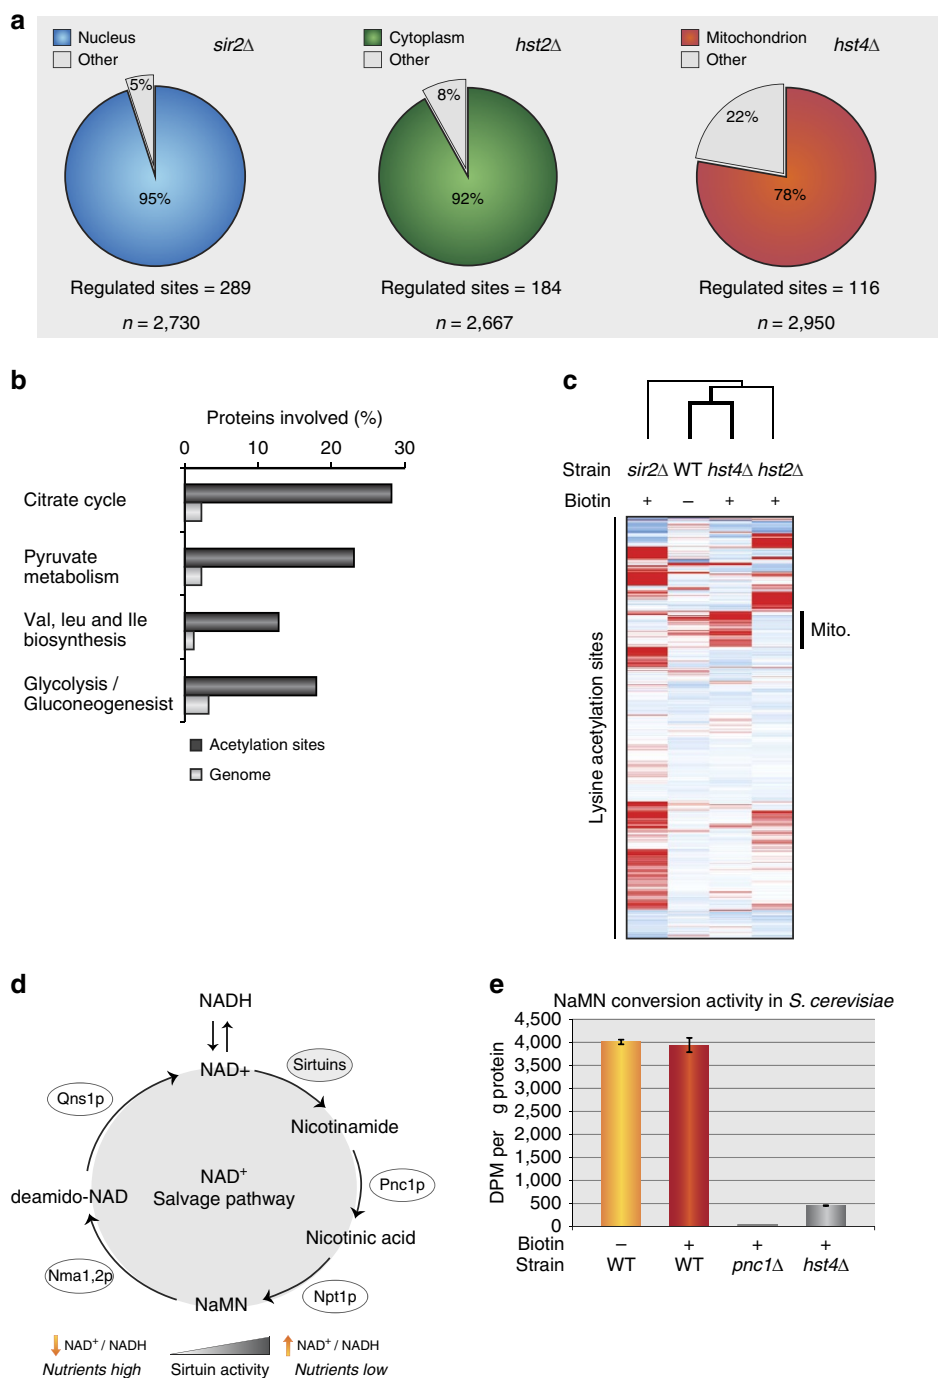 a
Nucleus
Other
sir2Δ
5%
95%
Regulated sites = 289
n = 2,730
Cytoplasm
Other
hst2Δ
8%
92%
Regulated sites = 184
n = 2,667
Mitochondrion
Other
hst4Δ
22%
78%
Regulated sites = 116
n = 2,950
b
Proteins involved (%)
0 10 20 30
Citrate cycle
Pyruvate
metabolism
Val, leu and Ile
biosynthesis
Glycolysis /
Gluconeogenesist
Acetylation sites
Genome
c
Strain sir2Δ WT hst4Δ hst2Δ
Biotin + – + +
Lysine acetylation sites
Mito.
d
NADH
NAD+
Sirtuins
Nicotinamide
Pnc1p
Nicotinic acid
Npt1p
NaMN
Nma1,2p
deamido-NAD
Qns1p
NAD+
Salvage pathway
NAD+ / NADH
Nutrients high
Sirtuin activity
NAD+ / NADH
Nutrients low
e
NaMN conversion activity in S. cerevisiae
DPM per g protein
4,500
4,000
3,500
3,000
2,500
2,000
1,500
1,000
500
0
Biotin – + + +
Strain WT WT pnc1Δ hst4Δ